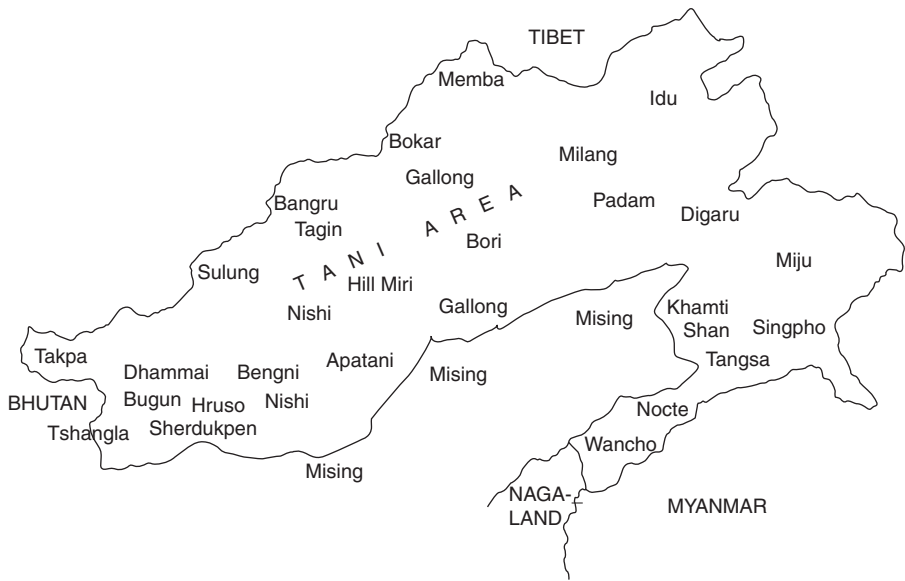 TIBET
Memba
Idu
Bokar
Milang
Gallong
Padam
Bangru
TANI AREA
Digaru
Tagin
Bori
Sulung
Miju
Hill Miri
Nishi
Gallong
Khamti
Mising
Shan
Singpho
Takpa
Apatani
Tangsa
Dhammai
Bengni
Mising
BHUTAN
Bugun
Hruso
Nishi
Nocte
Tshangla
Sherdukpen
Wancho
Mising
NAGA-
LAND
MYANMAR